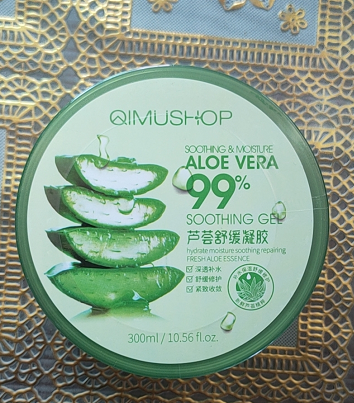 QIMUSHOP
SOOTHING & MOISTURE
ALOE VERA
99%
SOOTHING GEL
芦荟舒缓凝胶
hydrate moisture soothing repairing
FRESH ALOE ESSENCE
深透补水
舒缓修护
紧致收敛
300ml / 10.56 fl.oz.